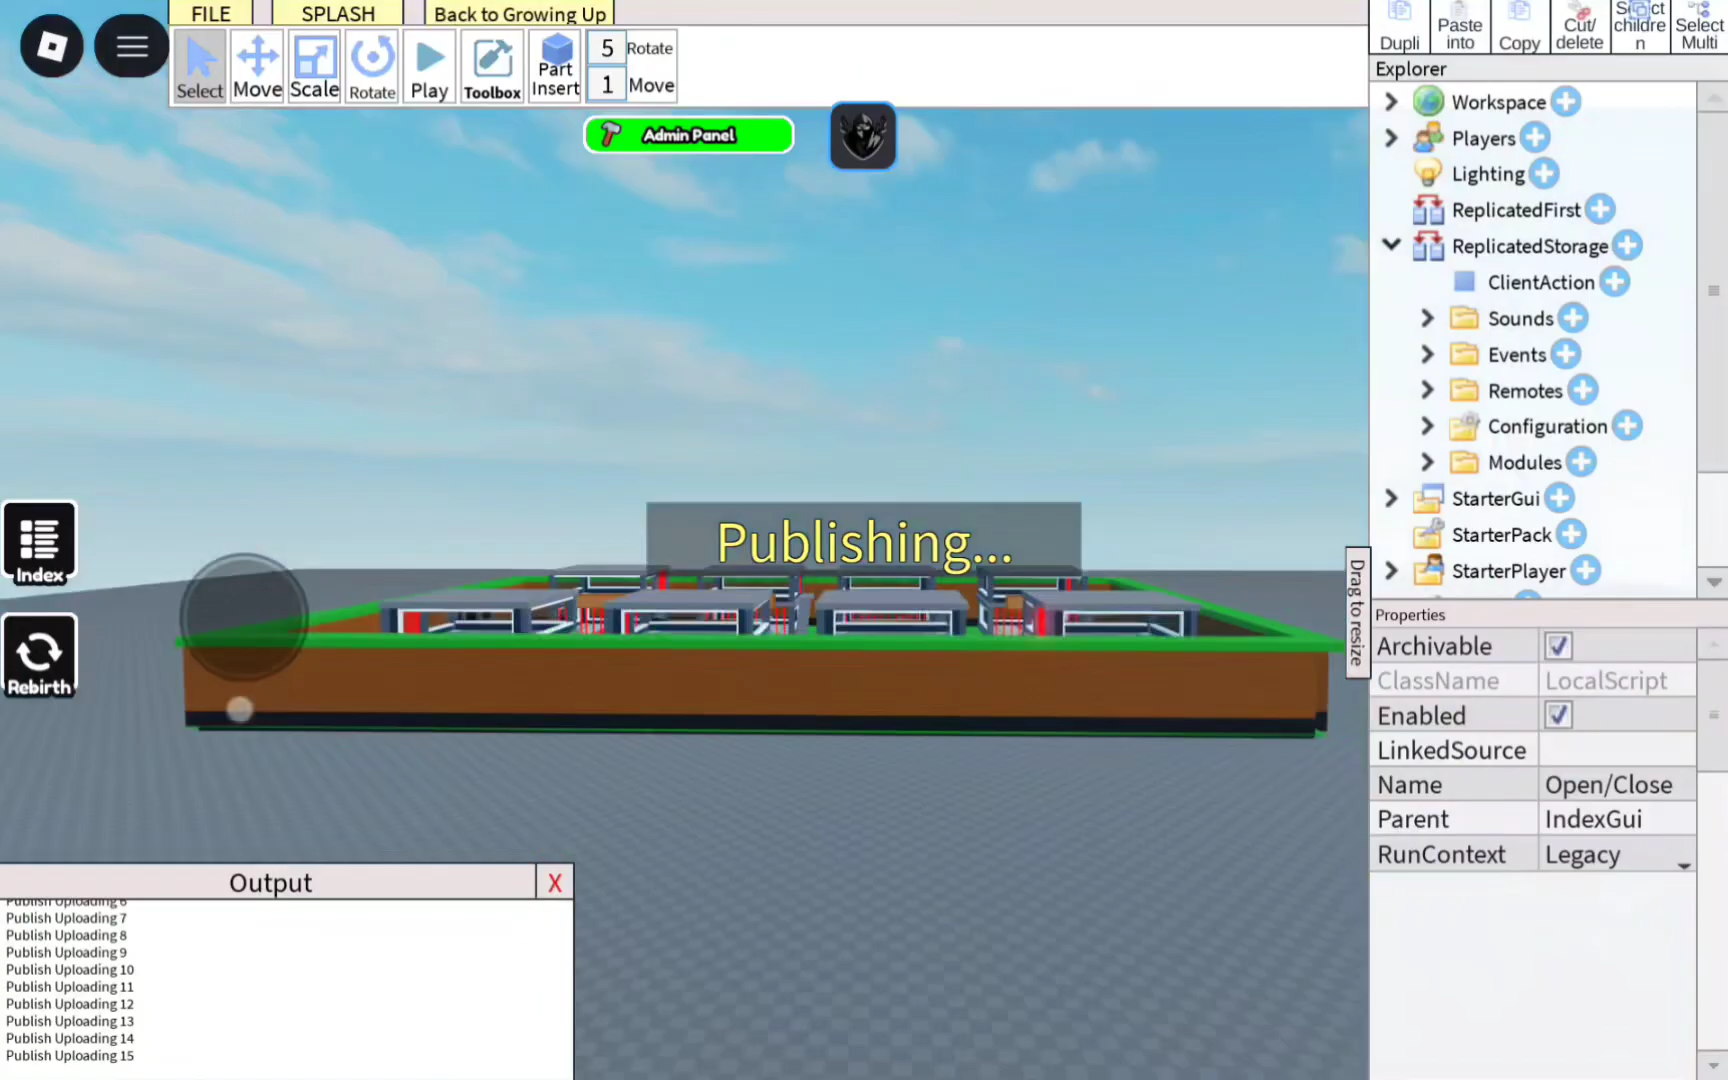 FILE
SPLASH
Back to Growing Up
Select
Move
Scale
Rotate
Play
Toolbox
Part
Insert
5 Rotate
1 Move
Admin Panel
Dupli
Paste
into
Copy
Cut/
delete
childre
n
Select
Multi
Explorer
Workspace
Players
Lighting
ReplicatedFirst
ReplicatedStorage
ClientAction
Sounds
Events
Remotes
Configuration
Modules
StarterGui
StarterPack
StarterPlayer
Publishing...
Index
Rebirth
Drag to resize
Properties
Archivable
ClassName LocalScript
Enabled
LinkedSource
Name Open/Close
Parent IndexGui
RunContext Legacy
Output X
Publish Uploading 6
Publish Uploading 7
Publish Uploading 8
Publish Uploading 9
Publish Uploading 10
Publish Uploading 11
Publish Uploading 12
Publish Uploading 13
Publish Uploading 14
Publish Uploading 15